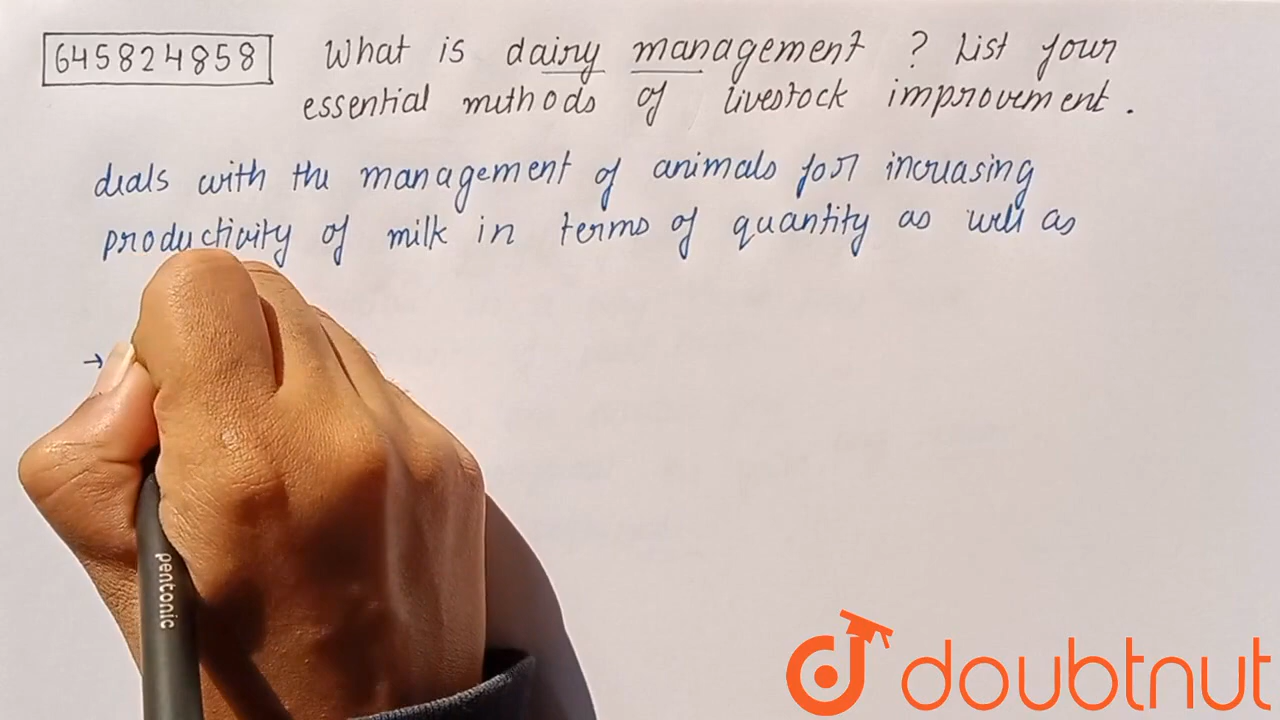 645824858 What is dairy management ? List four
essential methods of livestock improvement .
deals with the management of animals for increasing
productivity of milk in terms of quantity as well as
→
pentonic
doubtnut